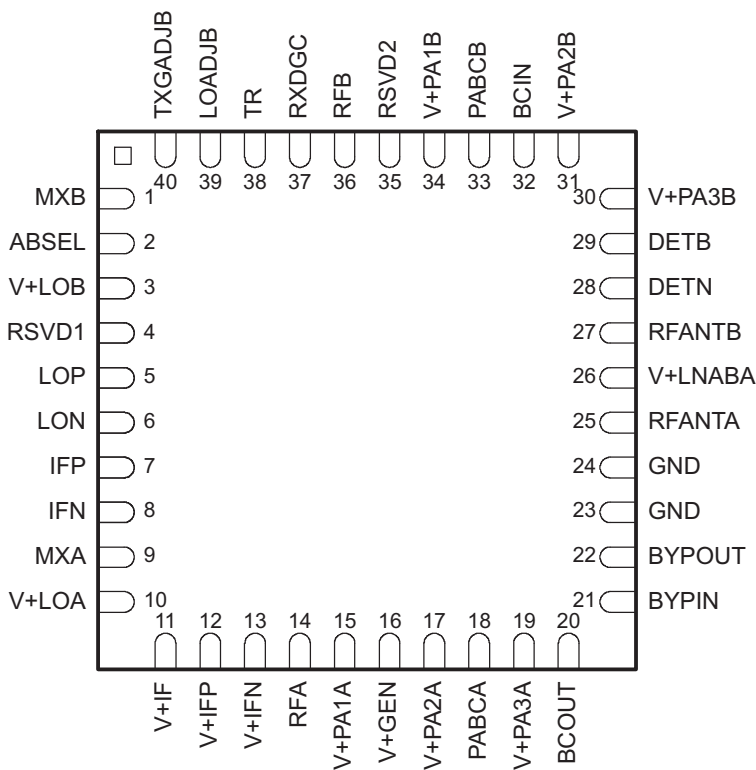 TXGADJB
LOADJB
TR
RXDGC
RFB
RSVD2
V+PA1B
PABCB
BCIN
V+PA2B
40
39
38
37
36
35
34
33
32
31
MXB 1
ABSEL 2
V+LOB 3
RSVD1 4
LOP 5
LON 6
IFP 7
IFN 8
MXA 9
V+LOA 10
30 V+PA3B
29 DETB
28 DETN
27 RFANTB
26 V+LNABA
25 RFANTA
24 GND
23 GND
22 BYPOUT
21 BYPIN
11
12
13
14
15
16
17
18
19
20
V+IF
V+IFP
V+IFN
RFA
V+PA1A
V+GEN
V+PA2A
PABCA
V+PA3A
BCOUT